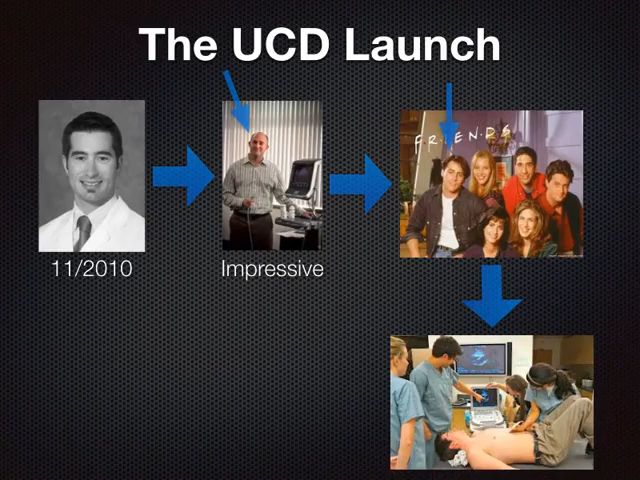 The UCD Launch
F·R·I·E·N·D·S
11/2010
Impressive